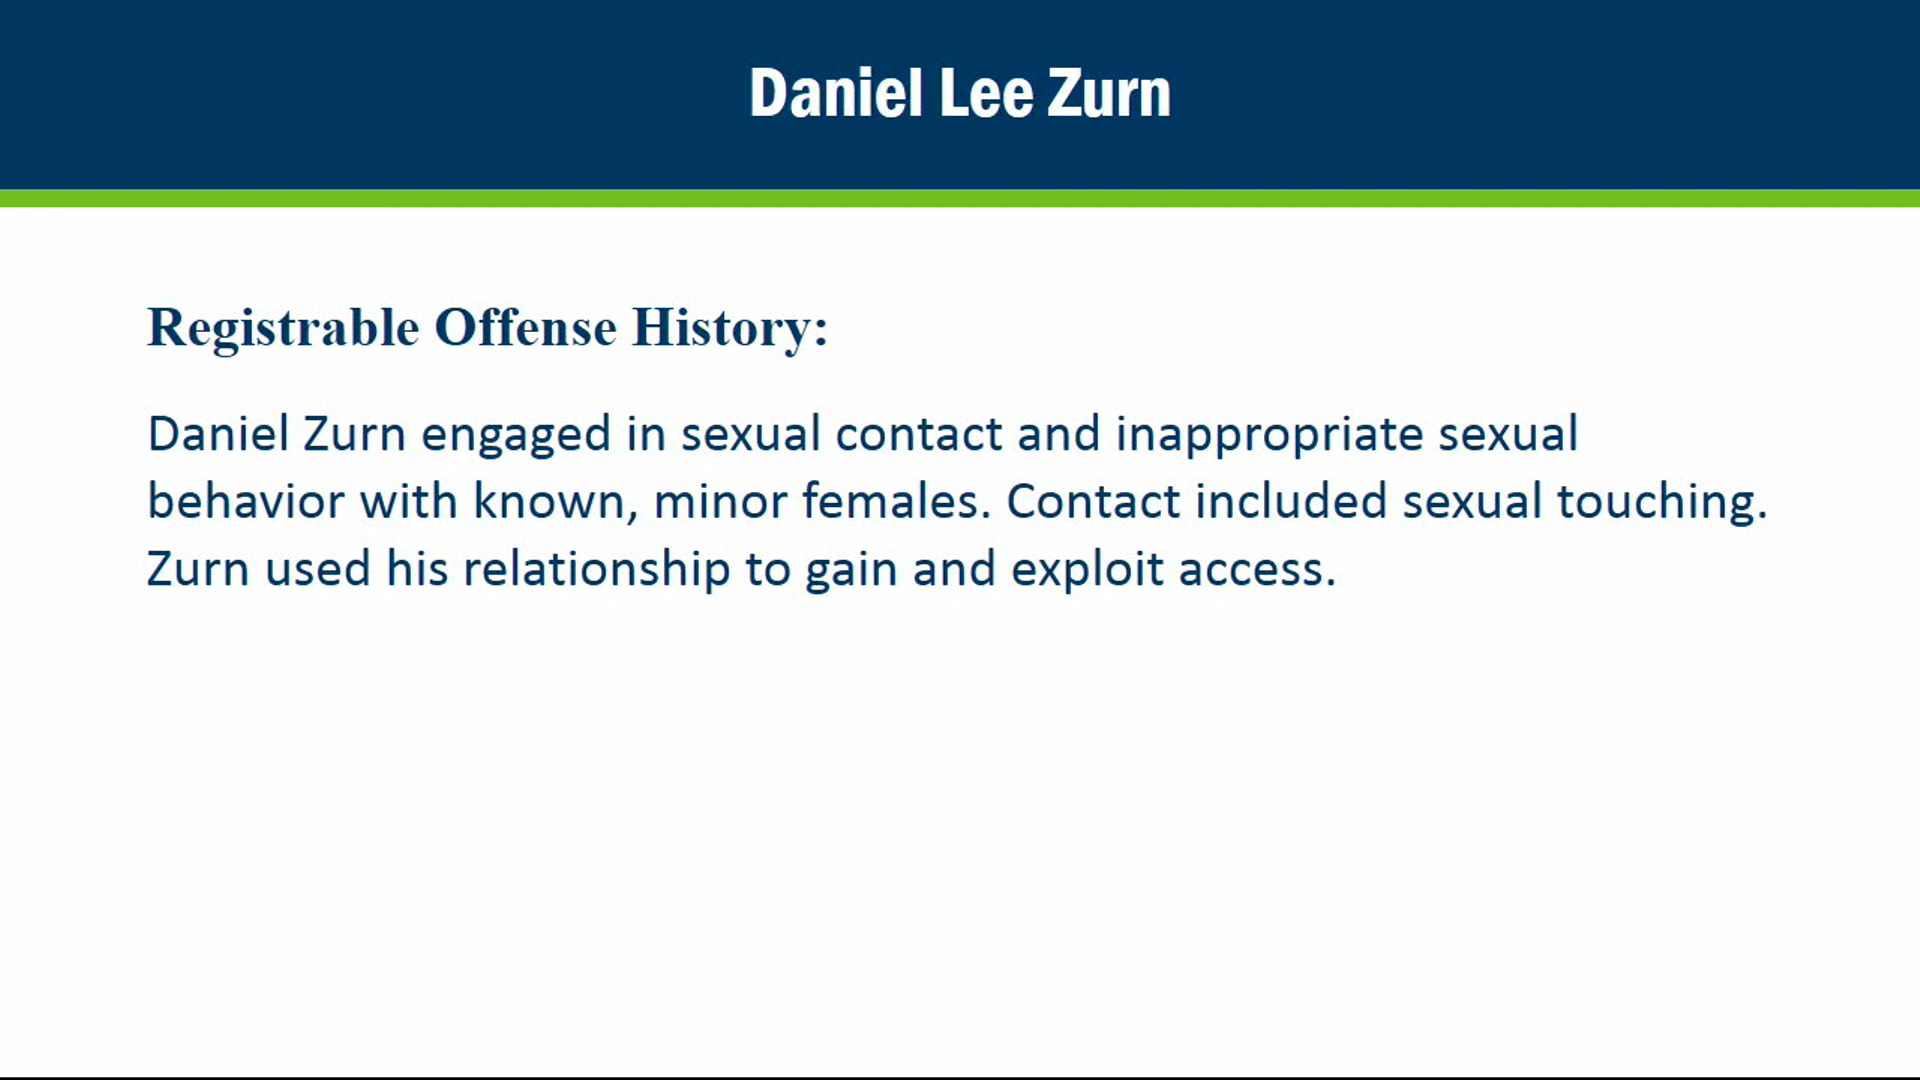 Daniel Lee Zurn
Registrable Offense History:
Daniel Zurn engaged in sexual contact and inappropriate sexual
behavior with known, minor females. Contact included sexual touching.
Zurn used his relationship to gain and exploit access.